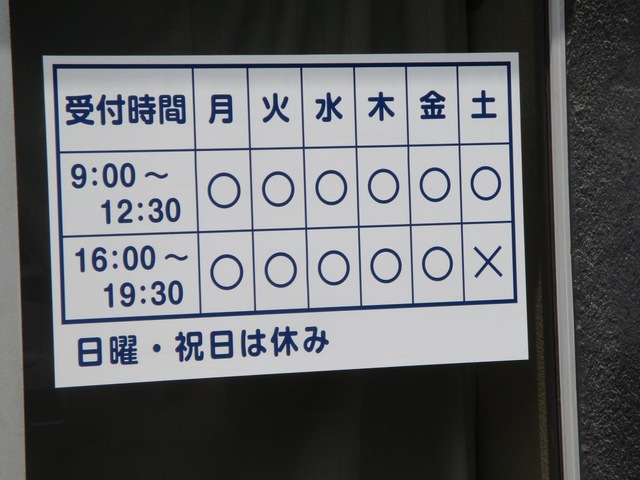 受付時間 月 火 水 木 金 土
9:00～
12:30 ○ ○ ○ ○ ○ ○
16:00～
19:30 ○ ○ ○ ○ ○ ×
日曜・祝日は休み